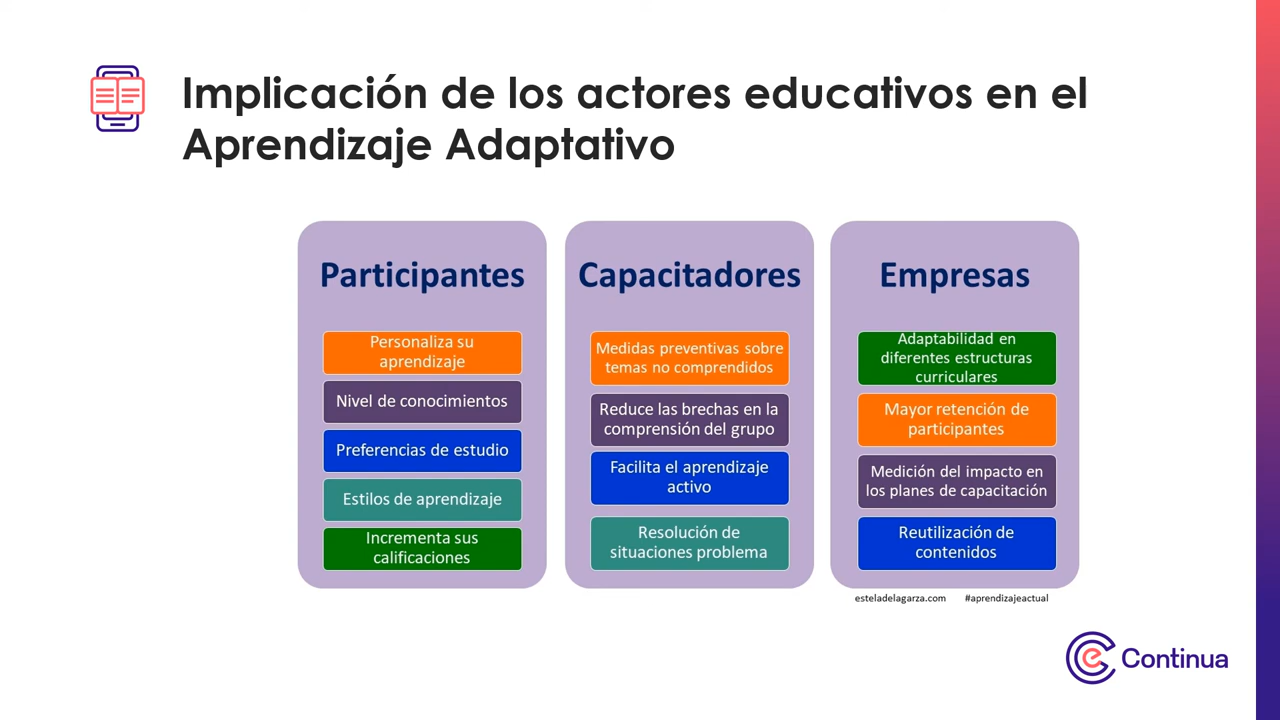 Implicación de los actores educativos en el
Aprendizaje Adaptativo
Participantes
Personaliza su
aprendizaje
Nivel de conocimientos
Preferencias de estudio
Estilos de aprendizaje
Incrementa sus
calificaciones
Capacitadores
Medidas preventivas sobre
temas no comprendidos
Reduce las brechas en la
comprensión del grupo
Facilita el aprendizaje
activo
Resolución de
situaciones problema
Empresas
Adaptabilidad en
diferentes estructuras
curriculares
Mayor retención de
participantes
Medición del impacto en
los planes de capacitación
Reutilización de
contenidos
esteladelagarza.com #aprendizajeactual
e Continua